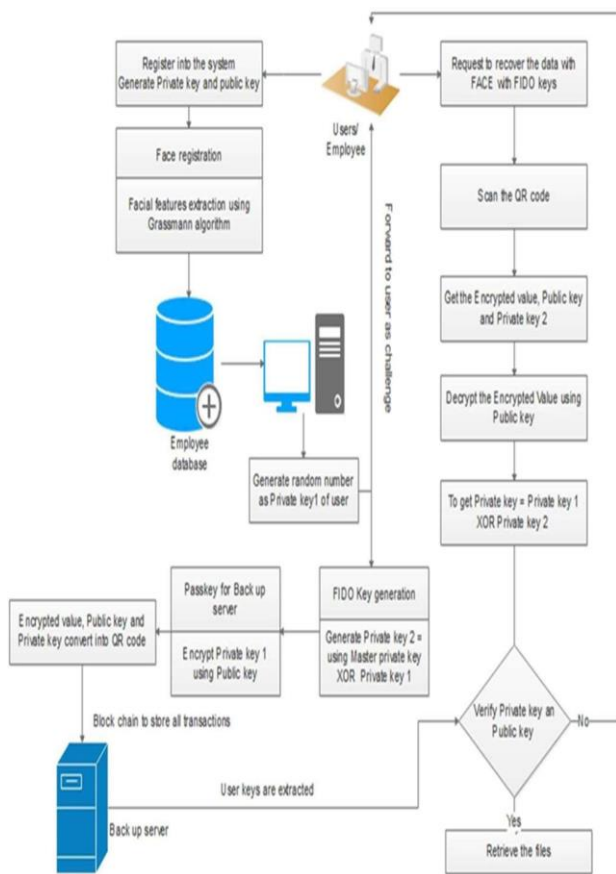 Register into the system
Generate Private key and public key
Face registration
Facial features extraction using
Grassmann algorithm
Employee
database
Users/
Employee
Forward to user as challenge
Generate random number
as Private key1 of user
Request to recover the data with
FACE with FIDO keys
Scan the QR code
Get the Encrypted value, Public key
and Private key 2
Decrypt the Encrypted Value using
Public key
To get Private key = Private key 1
XOR Private key 2
FIDO Key generation
Generate Private key 2 =
using Master private key
XOR Private key 1
Passkey for Back up
server
Encrypt Private key 1
using Public key
Encrypted value, Public key and
Private key convert into QR code
Block chain to store all transactions
Back up server
User keys are extracted
Verify Private key an
Public key
No
Yes
Retrieve the files